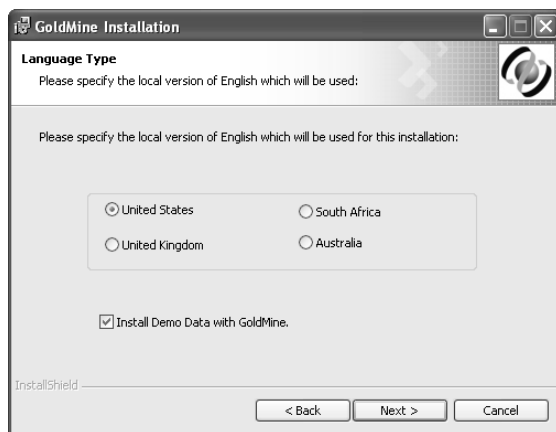 GoldMine Installation
Language Type
Please specify the local version of English which will be used:
Please specify the local version of English which will be used for this installation:
United States
South Africa
United Kingdom
Australia
Install Demo Data with GoldMine.
InstallShield
< Back
Next >
Cancel